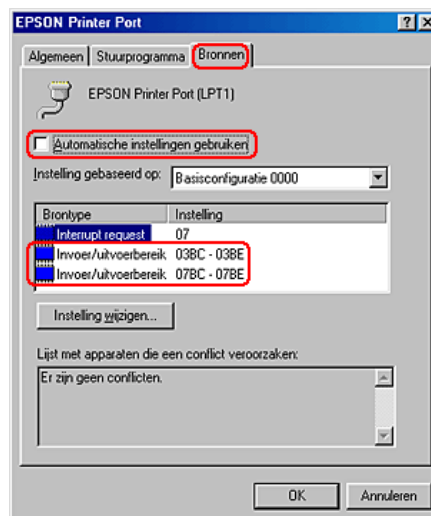 EPSON Printer Port
Algemeen Stuurprogramma Bronnen
EPSON Printer Port (LPT1)
Automatische instellingen gebruiken
Instelling gebaseerd op: Basisconfiguratie 0000
Brontype Instelling
Interrupt request 07
Invoer/uitvoerbereik 03BC - 03BE
Invoer/uitvoerbereik 07BC - 07BE
Instelling wijzigen...
Lijst met apparaten die een conflict veroorzaken:
Er zijn geen conflicten.
OK Annuleren